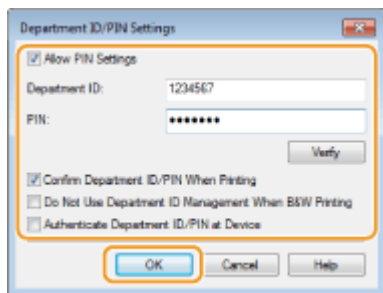 Department ID/PIN Settings
Allow PIN Settings
Department ID: 1234567
PIN: •••••••
Verify
Confirm Department ID/PIN When Printing
Do Not Use Department ID Management When B&W Printing
Authenticate Department ID/PIN at Device
OK Cancel Help